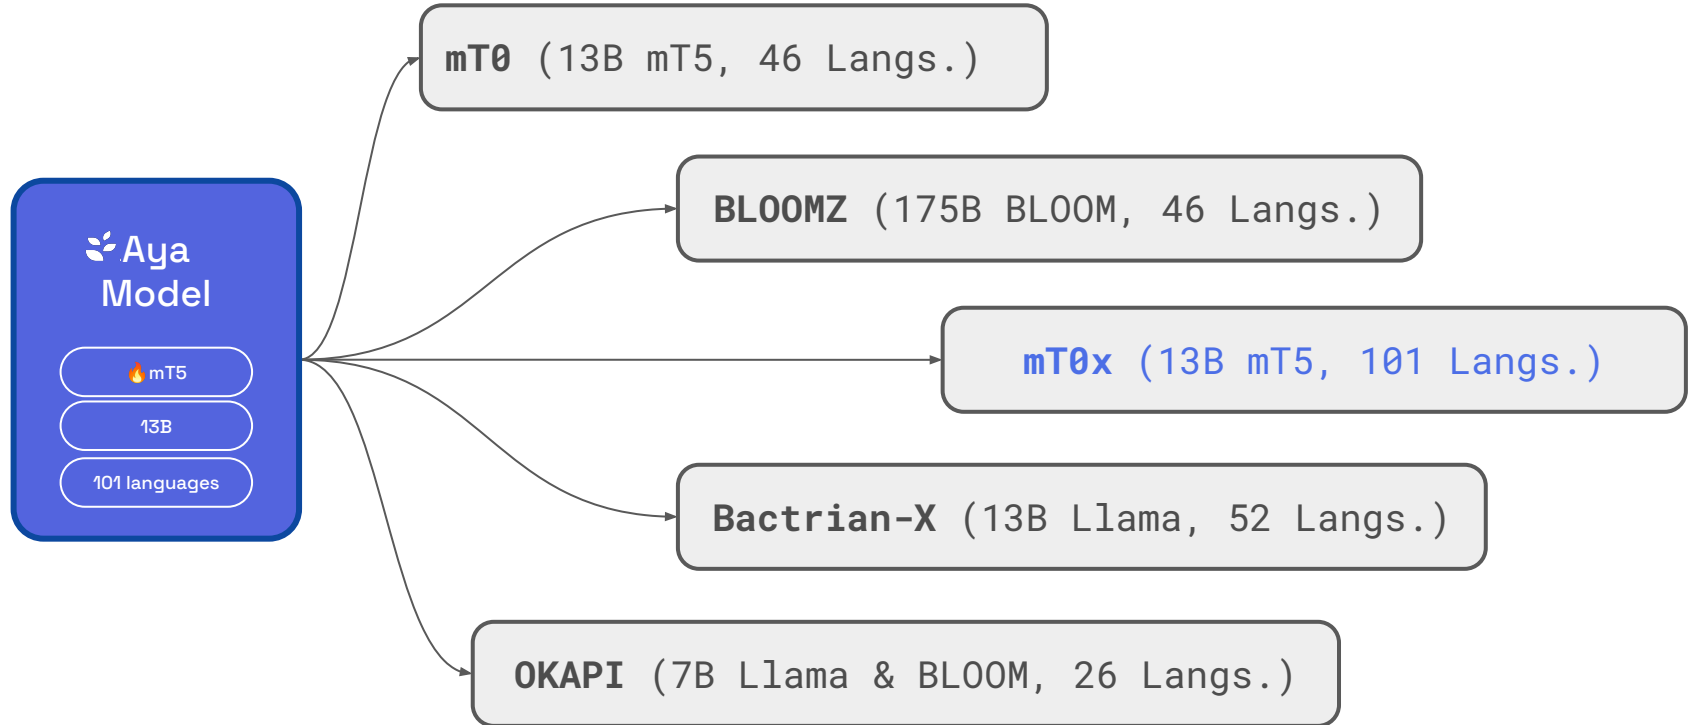 Aya
Model
mT5
13B
101 languages
mT0 (13B mT5, 46 Langs.)
BLOOMZ (175B BLOOM, 46 Langs.)
mT0x (13B mT5, 101 Langs.)
Bactrian-X (13B Llama, 52 Langs.)
OKAPI (7B Llama & BLOOM, 26 Langs.)